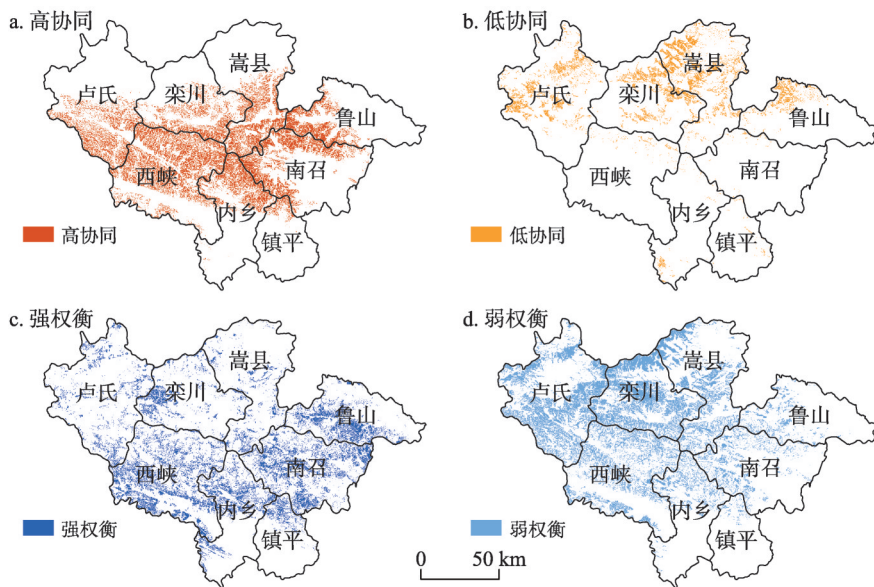 a. 高协同
嵩县
卢氏
栾川
鲁山
西峡
南召
内乡
镇平
高协同
b. 低协同
嵩县
卢氏
栾川
鲁山
西峡
南召
内乡
镇平
低协同
c. 强权衡
嵩县
卢氏
栾川
鲁山
西峡
南召
内乡
镇平
强权衡
d. 弱权衡
嵩县
卢氏
栾川
鲁山
西峡
南召
内乡
镇平
弱权衡
0 50 km